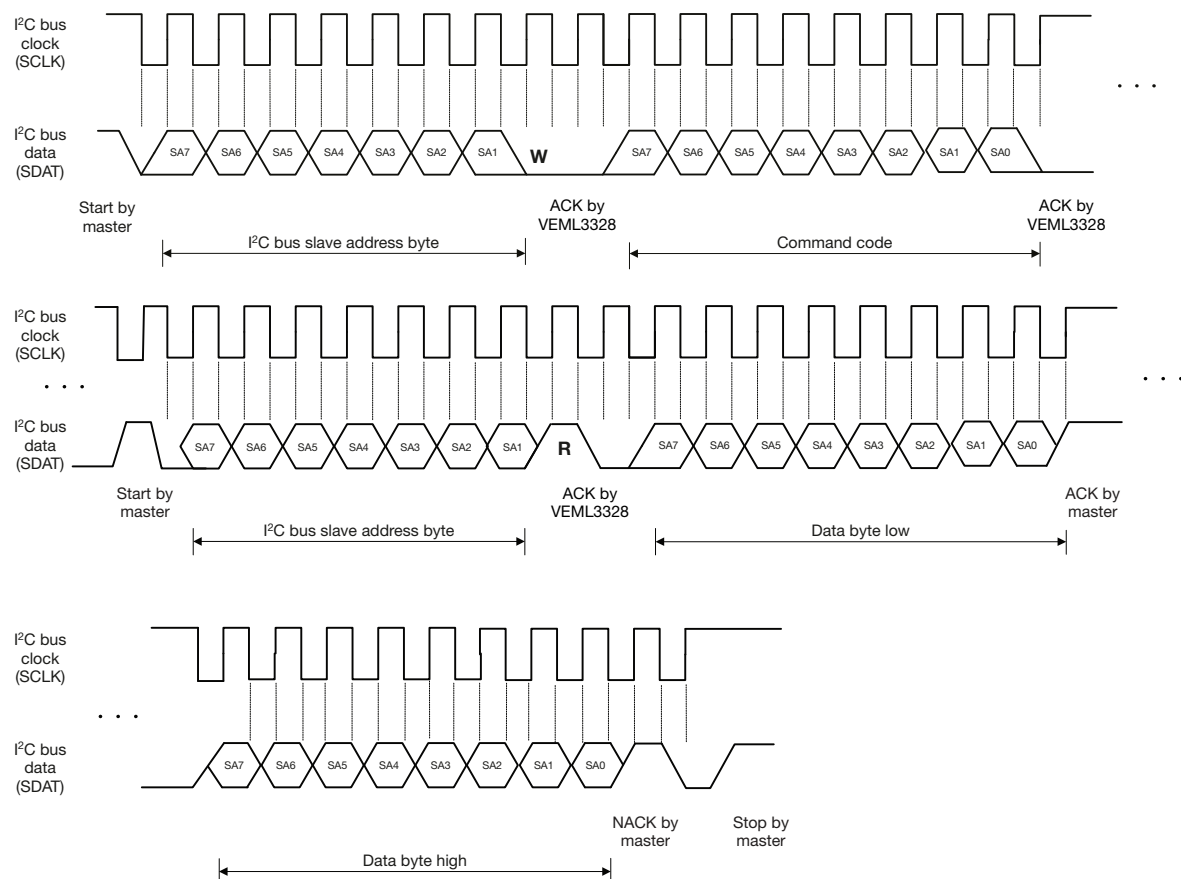 I²C bus
clock
(SCLK)
. . .
I²C bus
data
(SDAT)
SA7 SA6 SA5 SA4 SA3 SA2 SA1 W SA7 SA6 SA5 SA4 SA3 SA2 SA1 SA0
Start by
master
ACK by
VEML3328
ACK by
VEML3328
I²C bus slave address byte
Command code
I²C bus
clock
(SCLK)
. . .
. . .
I²C bus
data
(SDAT)
SA7 SA6 SA5 SA4 SA3 SA2 SA1 R SA7 SA6 SA5 SA4 SA3 SA2 SA1 SA0
Start by
master
ACK by
VEML3328
ACK by
master
I²C bus slave address byte
Data byte low
I²C bus
clock
(SCLK)
. . .
I²C bus
data
(SDAT)
SA7 SA6 SA5 SA4 SA3 SA2 SA1 SA0
NACK by
master
Stop by
master
Data byte high